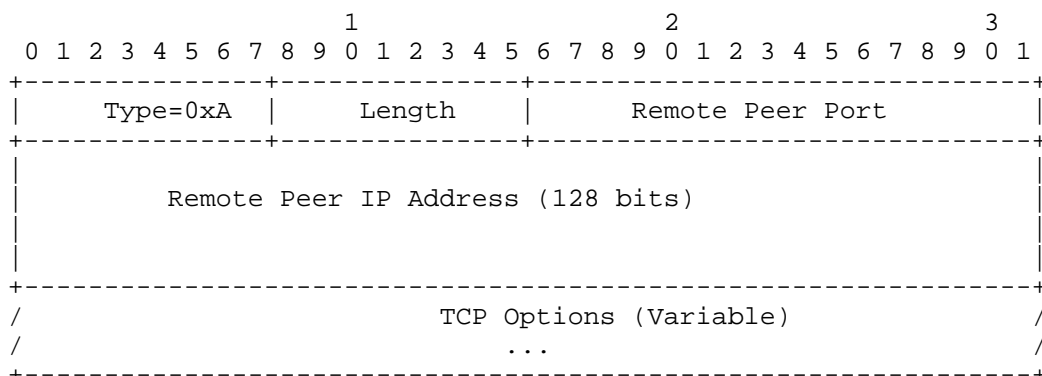 1 2 3
0 1 2 3 4 5 6 7 8 9 0 1 2 3 4 5 6 7 8 9 0 1 2 3 4 5 6 7 8 9 0 1
+---------------+---------------+-------------------------------+
| Type=0xA | Length | Remote Peer Port |
+---------------+---------------+-------------------------------+
| |
| Remote Peer IP Address (128 bits) |
| |
| |
+---------------------------------------------------------------+
/ TCP Options (Variable) /
/ ... /
+---------------------------------------------------------------+